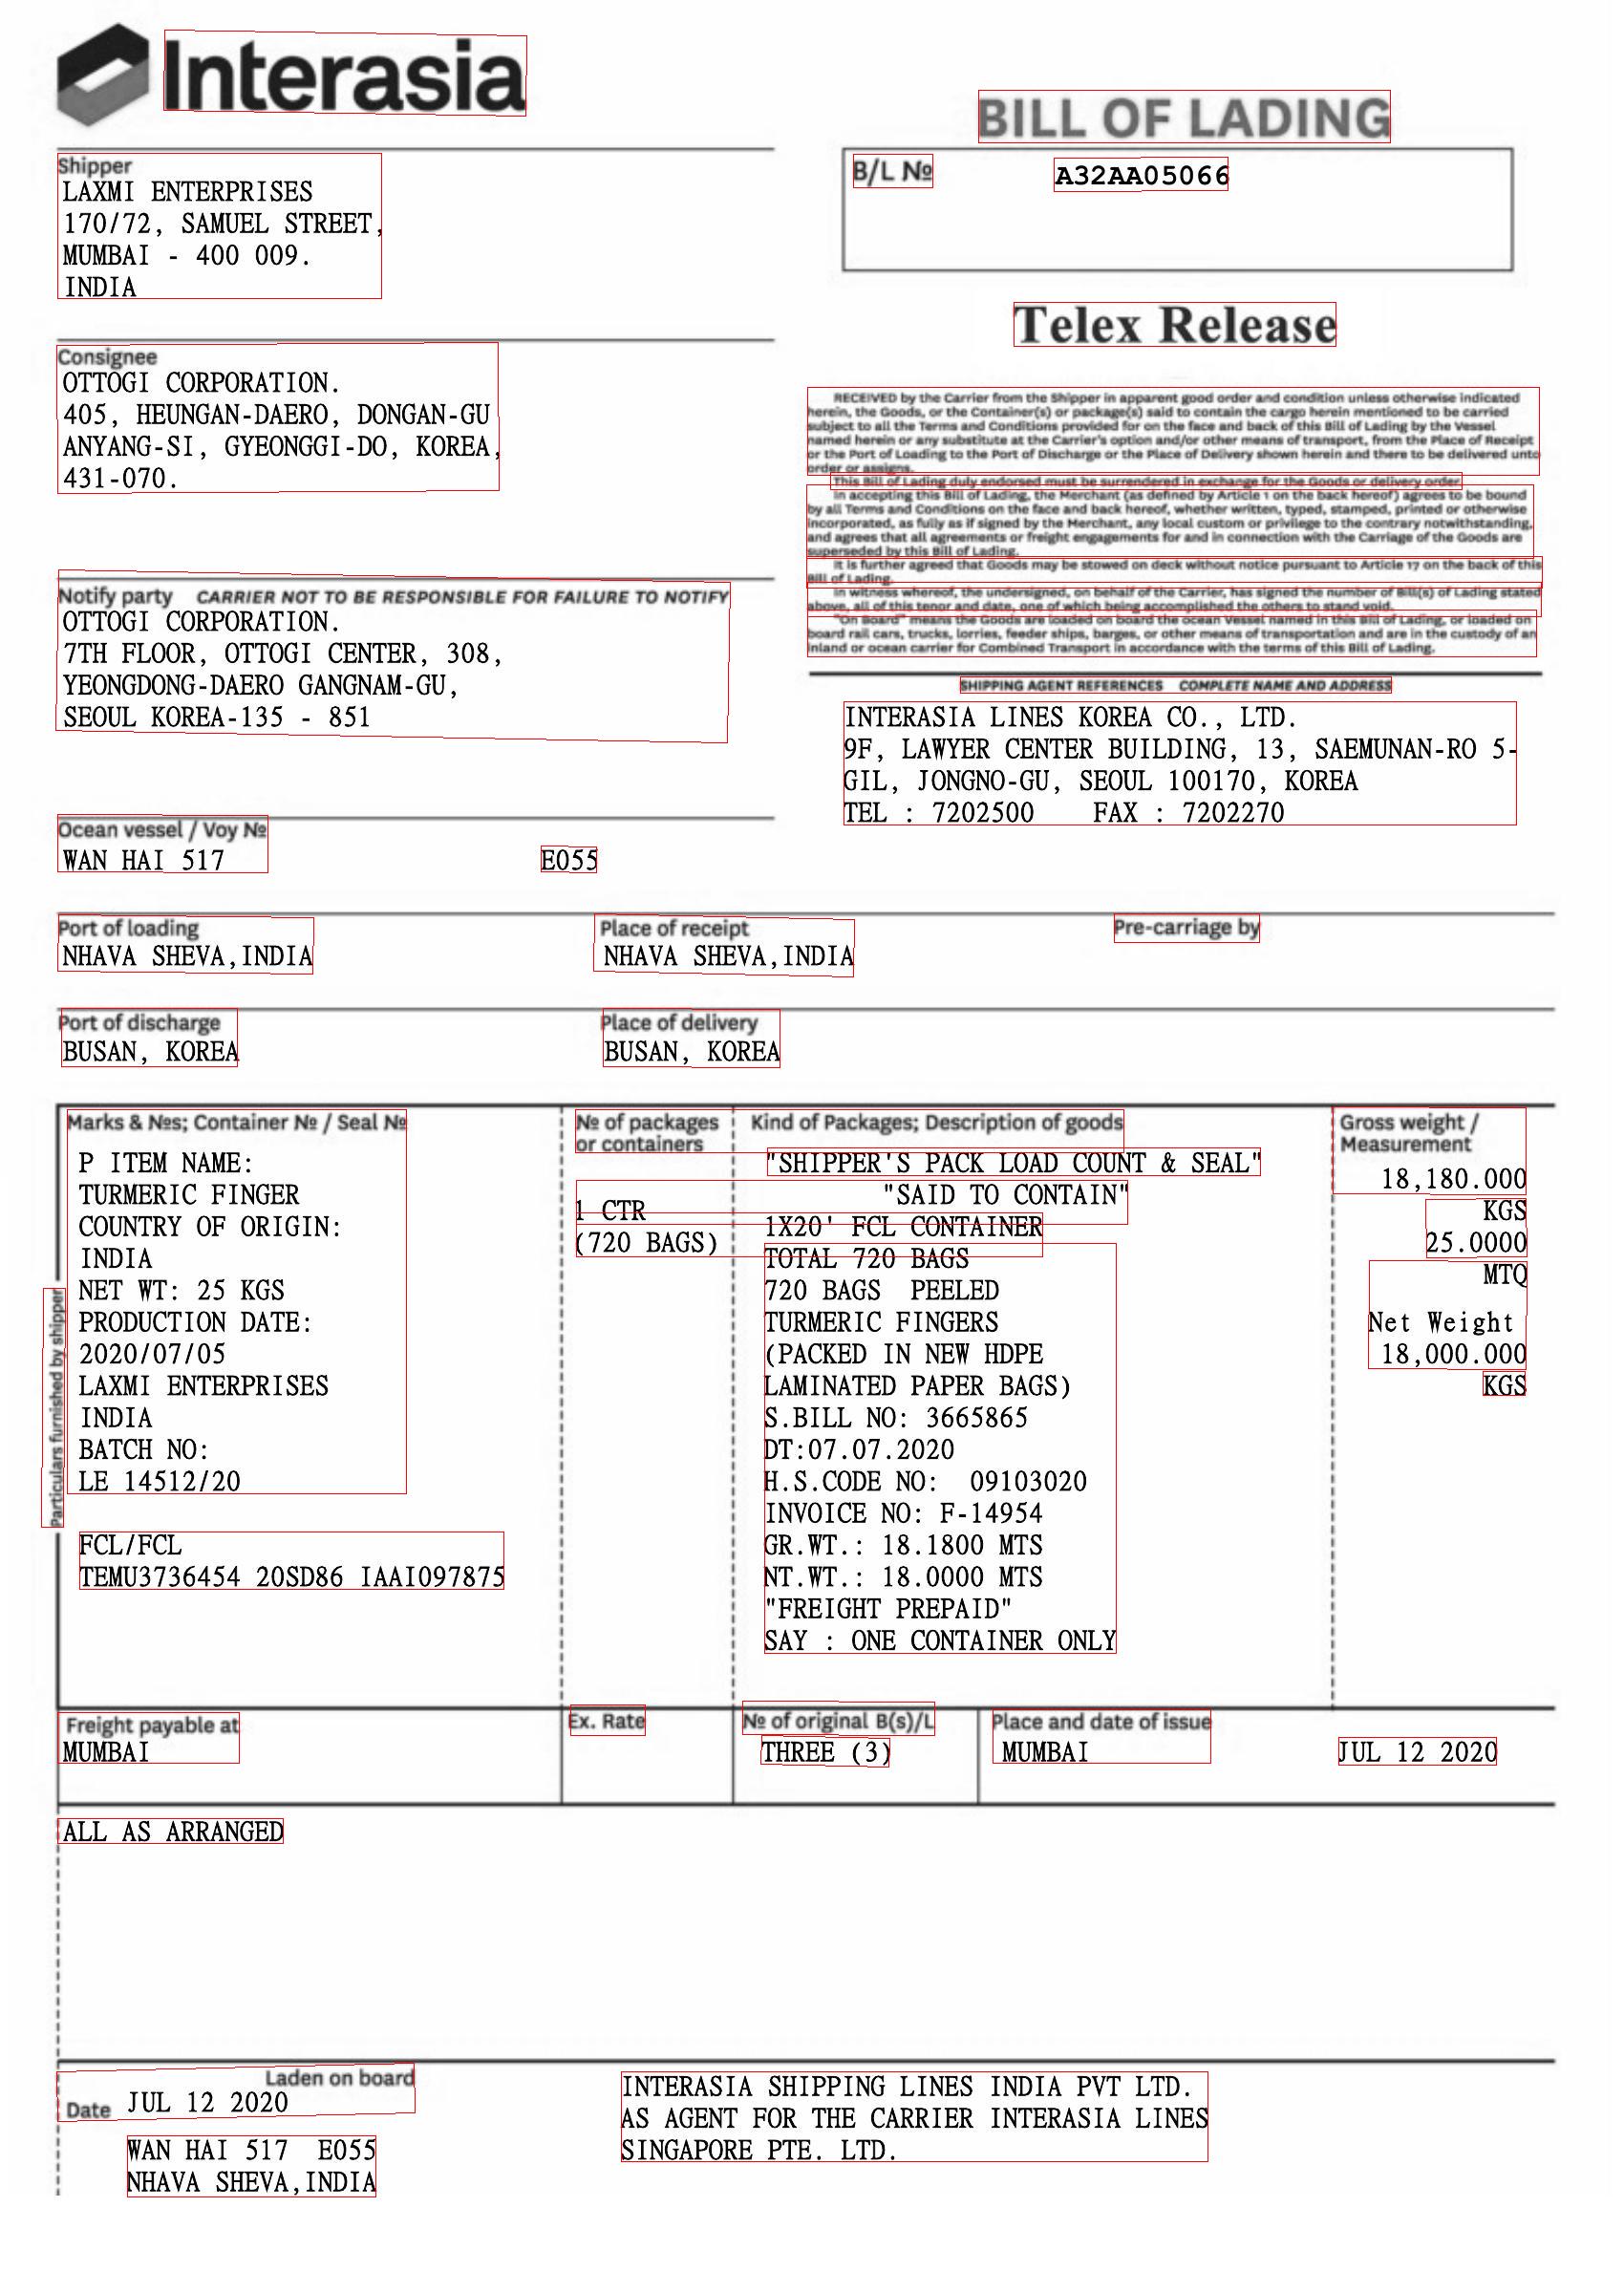 Interasia
BILL OF LADING
Shipper
LAXMI ENTERPRISES
170/72, SAMUEL STREET,
MUMBAI - 400 009.
INDIA
B/L № A32AA05066
Telex Release
Consignee
OTTOGI CORPORATION.
405, HEUNGAN-DAERO, DONGAN-GU
ANYANG-SI, GYEONGGI-DO, KOREA,
431-070.
RECEIVED by the Carrier from the Shipper in apparent good order and condition unless otherwise indicated
herein, the Goods, or the Container(s) or package(s) said to contain the cargo herein mentioned to be carried
subject to all the Terms and Conditions provided for on the face and back of this Bill of Lading by the Vessel
named herein or any substitute at the Carrier's option and/or other means of transport, from the Place of Receipt
or the Port of Loading to the Port of Discharge or the Place of Delivery shown herein and there to be delivered unto
order or assigns.
This Bill of Lading duly endorsed must be surrendered in exchange for the Goods or delivery order.
In accepting this Bill of Lading, the Merchant (as defined by Article 1 on the back hereof) agrees to be bound
by all Terms and Conditions on the face and back hereof, whether written, typed, stamped, printed or otherwise
incorporated, as fully as if signed by the Merchant, any local custom or privilege to the contrary notwithstanding,
and agrees that all agreements or freight engagements for and in connection with the Carriage of the Goods are
superseded by this Bill of Lading.
It is further agreed that Goods may be stowed on deck without notice pursuant to Article 17 on the back of this
Bill of Lading.
In witness whereof, the undersigned, on behalf of the Carrier, has signed the number of Bill(s) of Lading stated
above, all of this tenor and date, one of which being accomplished the others to stand void.
"On Board" means the Goods are loaded on board the ocean Vessel named in this Bill of Lading, or loaded on
board rail cars, trucks, lorries, feeder ships, barges, or other means of transportation and are in the custody of an
inland or ocean carrier for Combined Transport in accordance with the terms of this Bill of Lading.
Notify party CARRIER NOT TO BE RESPONSIBLE FOR FAILURE TO NOTIFY
OTTOGI CORPORATION.
7TH FLOOR, OTTOGI CENTER, 308,
YEONGDONG-DAERO GANGNAM-GU,
SEOUL KOREA-135 - 851
SHIPPING AGENT REFERENCES COMPLETE NAME AND ADDRESS
INTERASIA LINES KOREA CO., LTD.
9F, LAWYER CENTER BUILDING, 13, SAEMUNAN-RO 5-
GIL, JONGNO-GU, SEOUL 100170, KOREA
TEL : 7202500 FAX : 7202270
Ocean vessel / Voy №
WAN HAI 517 E055
Port of loading
NHAVA SHEVA,INDIA
Place of receipt
NHAVA SHEVA,INDIA
Pre-carriage by
Port of discharge
BUSAN, KOREA
Place of delivery
BUSAN, KOREA
Particulars furnished by shipper
Marks & Nos; Container № / Seal №
P ITEM NAME:
TURMERIC FINGER
COUNTRY OF ORIGIN:
INDIA
NET WT: 25 KGS
PRODUCTION DATE:
2020/07/05
LAXMI ENTERPRISES
INDIA
BATCH NO:
LE 14512/20
FCL/FCL
TEMU3736454 20SD86 IAAI097875
№ of packages
or containers
1 CTR
(720 BAGS)
Kind of Packages; Description of goods
"SHIPPER'S PACK LOAD COUNT & SEAL"
"SAID TO CONTAIN"
1X20' FCL CONTAINER
TOTAL 720 BAGS
720 BAGS PEELED
TURMERIC FINGERS
(PACKED IN NEW HDPE
LAMINATED PAPER BAGS)
S.BILL NO: 3665865
DT:07.07.2020
H.S.CODE NO: 09103020
INVOICE NO: F-14954
GR.WT.: 18.1800 MTS
NT.WT.: 18.0000 MTS
"FREIGHT PREPAID"
SAY : ONE CONTAINER ONLY
Gross weight /
Measurement
18,180.000
KGS
25.0000
MTQ
Net Weight
18,000.000
KGS
Freight payable at
MUMBAI
Ex. Rate
№ of original B(s)/L
THREE (3)
Place and date of issue
MUMBAI JUL 12 2020
ALL AS ARRANGED
Laden on board
Date JUL 12 2020
WAN HAI 517 E055
NHAVA SHEVA,INDIA
INTERASIA SHIPPING LINES INDIA PVT LTD.
AS AGENT FOR THE CARRIER INTERASIA LINES
SINGAPORE PTE. LTD.